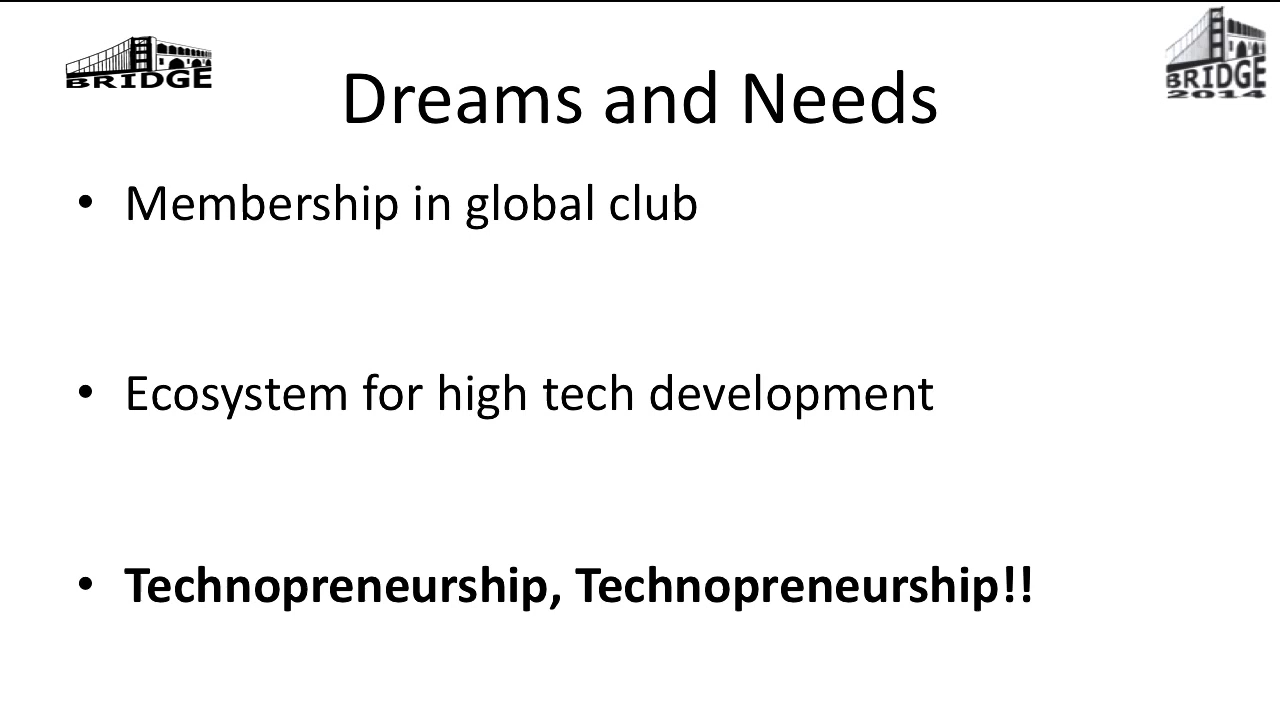 BRIDGE
BRIDGE
2014
Dreams and Needs
• Membership in global club
• Ecosystem for high tech development
• Technopreneurship, Technopreneurship!!